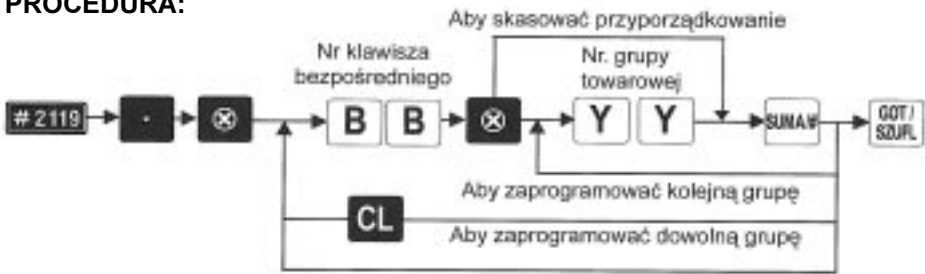 PROCEDURA:
Aby skasować przyporządkowanie
Nr klawisza
bezpośredniego
Nr. grupy
towarowej
#2119 · ⊗ B B ⊗ Y Y SUMA/# GOT /
SZUFL
Aby zaprogramować kolejną grupę
CL
Aby zaprogramować dowolną grupę